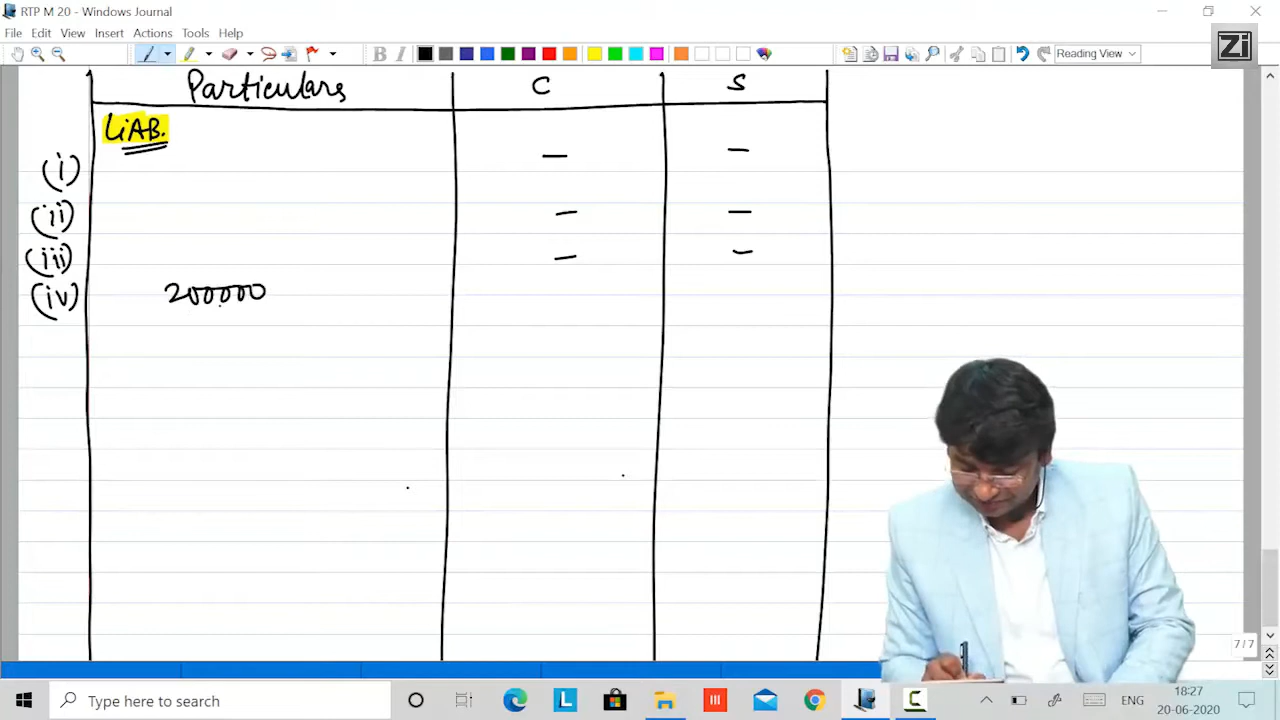 RTP M 20 - Windows Journal
File Edit View Insert Actions Tools Help
B I Reading View
Zi
Particulars C S
LIAB.
(i) — —
(ii) — —
(iii) — —
(iv) 200000
7 / 7
Type here to search
L
ENG
18:27
20-06-2020